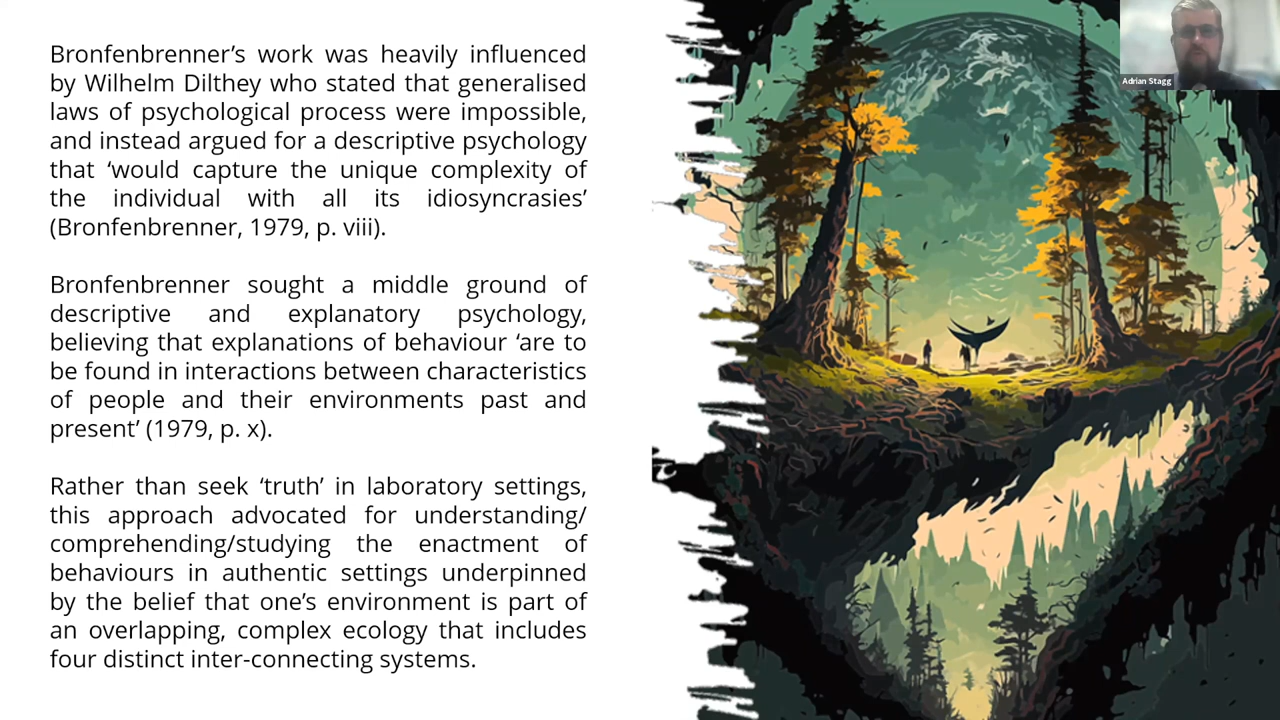 Bronfenbrenner’s work was heavily influenced
by Wilhelm Dilthey who stated that generalised
laws of psychological process were impossible,
and instead argued for a descriptive psychology
that ‘would capture the unique complexity of
the individual with all its idiosyncrasies’
(Bronfenbrenner, 1979, p. viii).
Bronfenbrenner sought a middle ground of
descriptive and explanatory psychology,
believing that explanations of behaviour ‘are to
be found in interactions between characteristics
of people and their environments past and
present’ (1979, p. x).
Rather than seek ‘truth’ in laboratory settings,
this approach advocated for understanding/
comprehending/studying the enactment of
behaviours in authentic settings underpinned
by the belief that one’s environment is part of
an overlapping, complex ecology that includes
four distinct inter-connecting systems.
Adrian Stagg